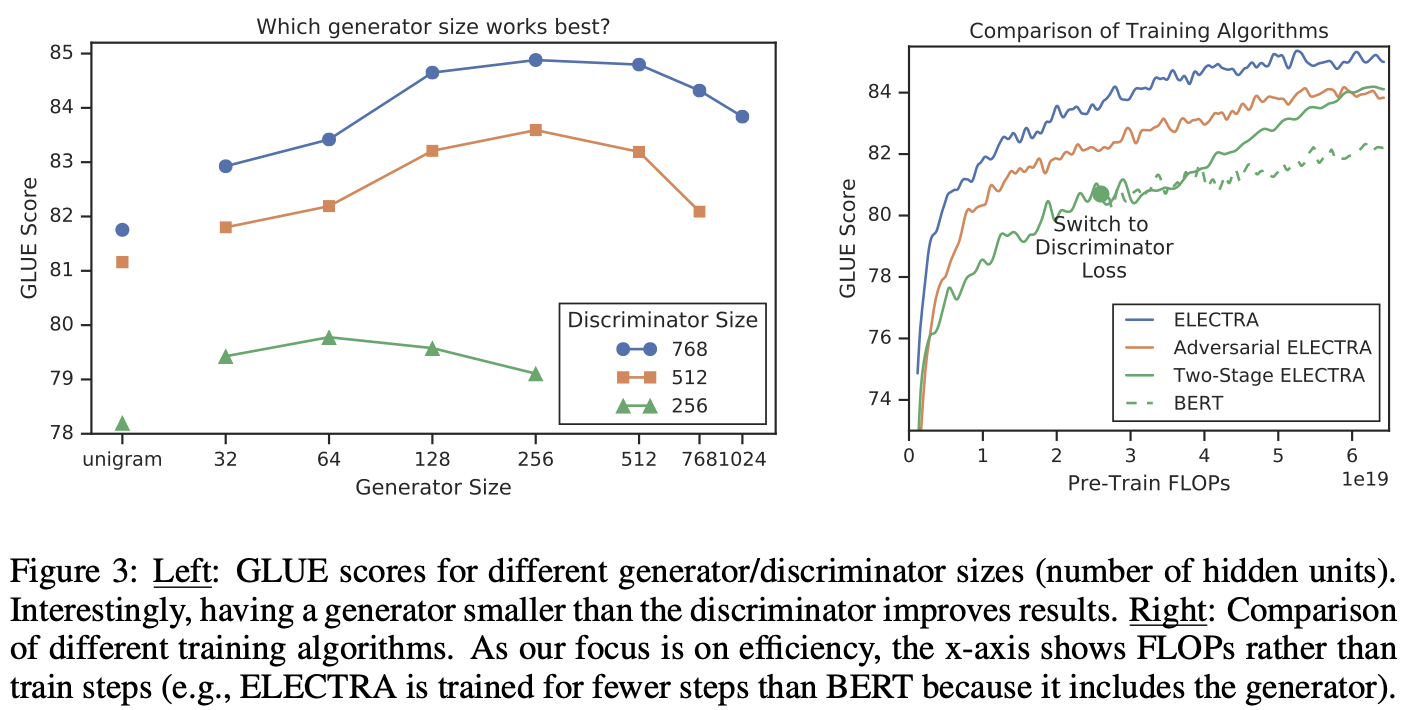 Which generator size works best?
85
84
83
82
81
80
79
78
GLUE Score
unigram 32 64 128 256 512 768 1024
Generator Size
Discriminator Size
768
512
256
Comparison of Training Algorithms
84
82
80
78
76
74
GLUE Score
Switch to
Discriminator
Loss
ELECTRA
Adversarial ELECTRA
Two-Stage ELECTRA
BERT
0 1 2 3 4 5 6
1e19
Pre-Train FLOPs
Figure 3: Left: GLUE scores for different generator/discriminator sizes (number of hidden units).
Interestingly, having a generator smaller than the discriminator improves results. Right: Comparison
of different training algorithms. As our focus is on efficiency, the x-axis shows FLOPs rather than
train steps (e.g., ELECTRA is trained for fewer steps than BERT because it includes the generator).